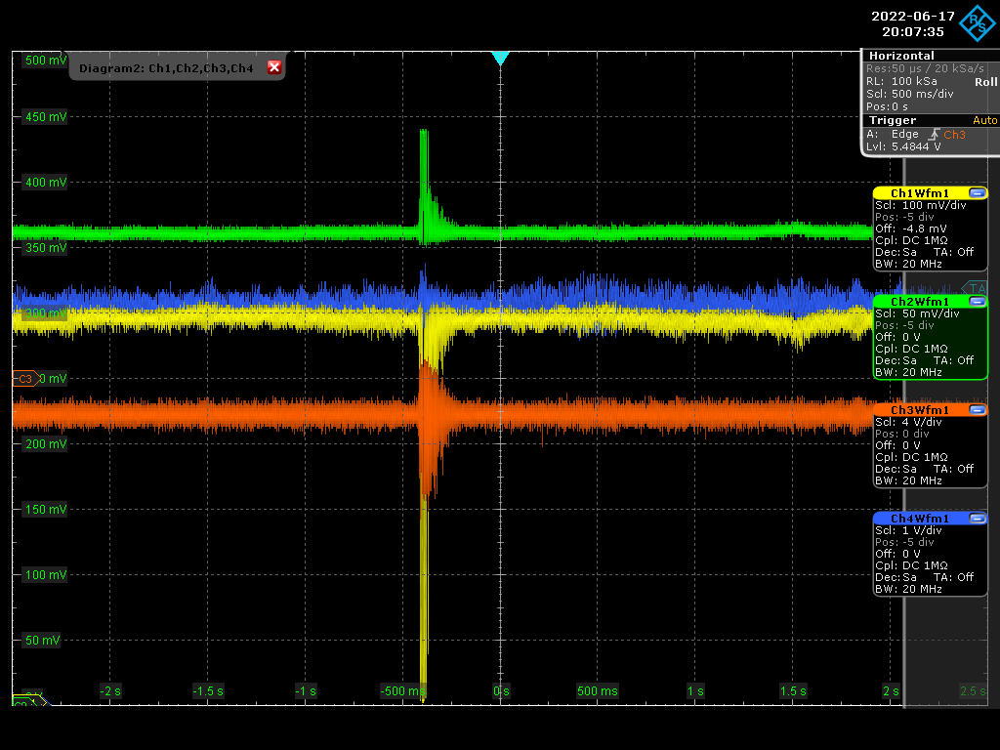 2022-06-17
20:07:35
R&S
Diagram2: Ch1,Ch2,Ch3,Ch4
500 mV
450 mV
400 mV
350 mV
300 mV
C3
0 mV
200 mV
150 mV
100 mV
50 mV
-2 s
-1.5 s
-1 s
-500 ms
0 s
500 ms
1 s
1.5 s
2 s
2.5 s
TA
Horizontal
Res:50 µs / 20 kSa/s
RL: 100 kSa
Roll
Scl: 500 ms/div
Pos:0 s
Trigger
Auto
A: Edge Ch3
Lvl: 5.4844 V
Ch1Wfm1
Scl: 100 mV/div
Pos: -5 div
Off: -4.8 mV
Cpl: DC 1MΩ
Dec:Sa TA: Off
BW: 20 MHz
Ch2Wfm1
Scl: 50 mV/div
Pos: -5 div
Off: 0 V
Cpl: DC 1MΩ
Dec:Sa TA: Off
BW: 20 MHz
Ch3Wfm1
Scl: 4 V/div
Pos: 0 div
Off: 0 V
Cpl: DC 1MΩ
Dec:Sa TA: Off
BW: 20 MHz
Ch4Wfm1
Scl: 1 V/div
Pos: -5 div
Off: 0 V
Cpl: DC 1MΩ
Dec:Sa TA: Off
BW: 20 MHz